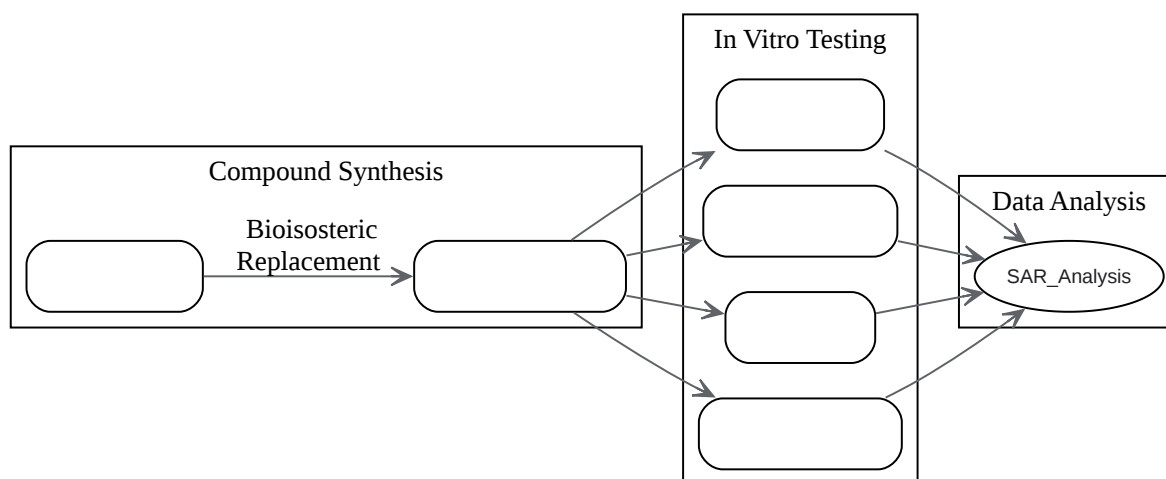 Compound Synthesis
Bioisosteric
Replacement
In Vitro Testing
Data Analysis
SAR_Analysis